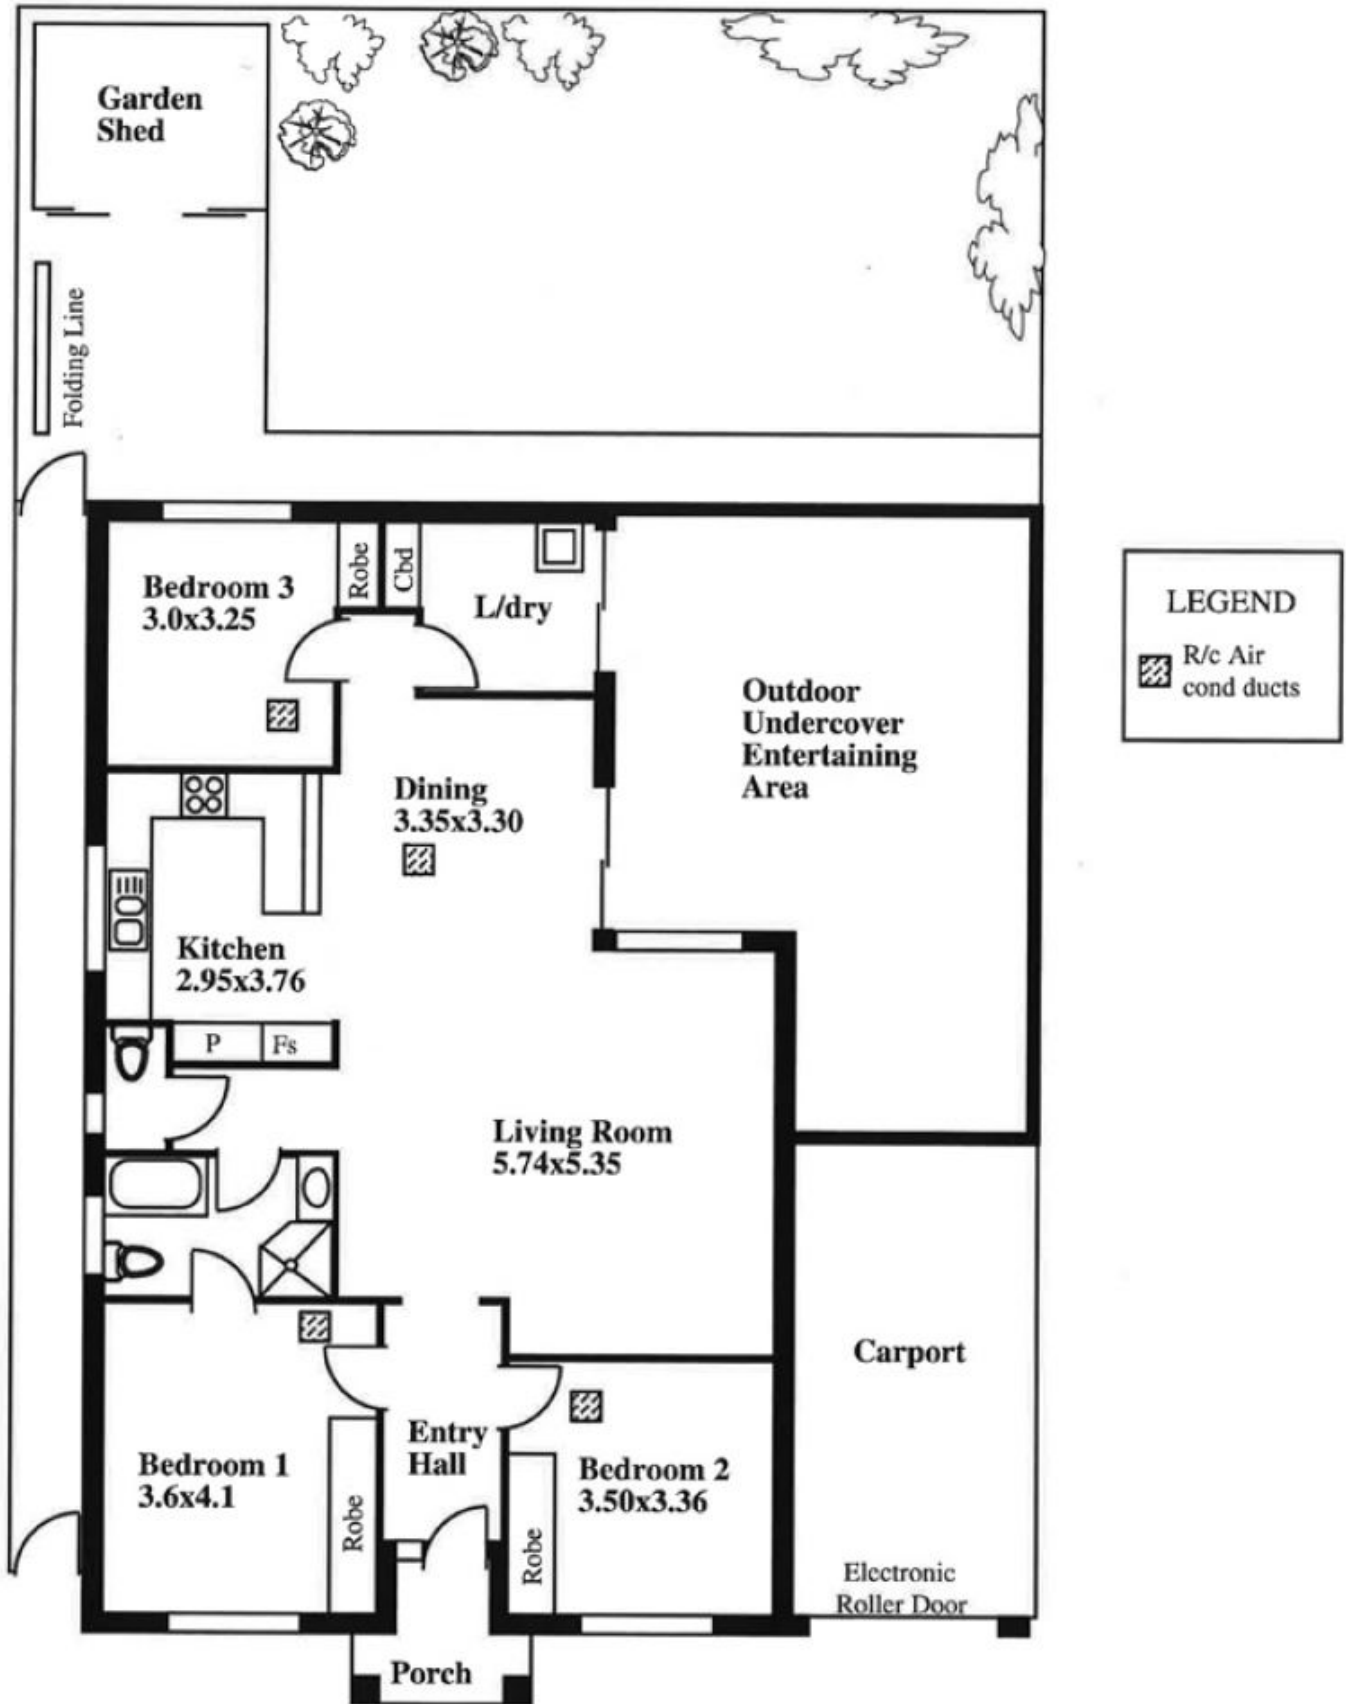 Garden
Shed
Folding Line
Bedroom 3
3.0x3.25
Robe
Cbd
L/dry
Outdoor
Undercover
Entertaining
Area
LEGEND
R/c Air
cond ducts
Dining
3.35x3.30
Kitchen
2.95x3.76
P
Fs
Living Room
5.74x5.35
Carport
Entry
Hall
Bedroom 1
3.6x4.1
Robe
Bedroom 2
3.50x3.36
Robe
Electronic
Roller Door
Porch